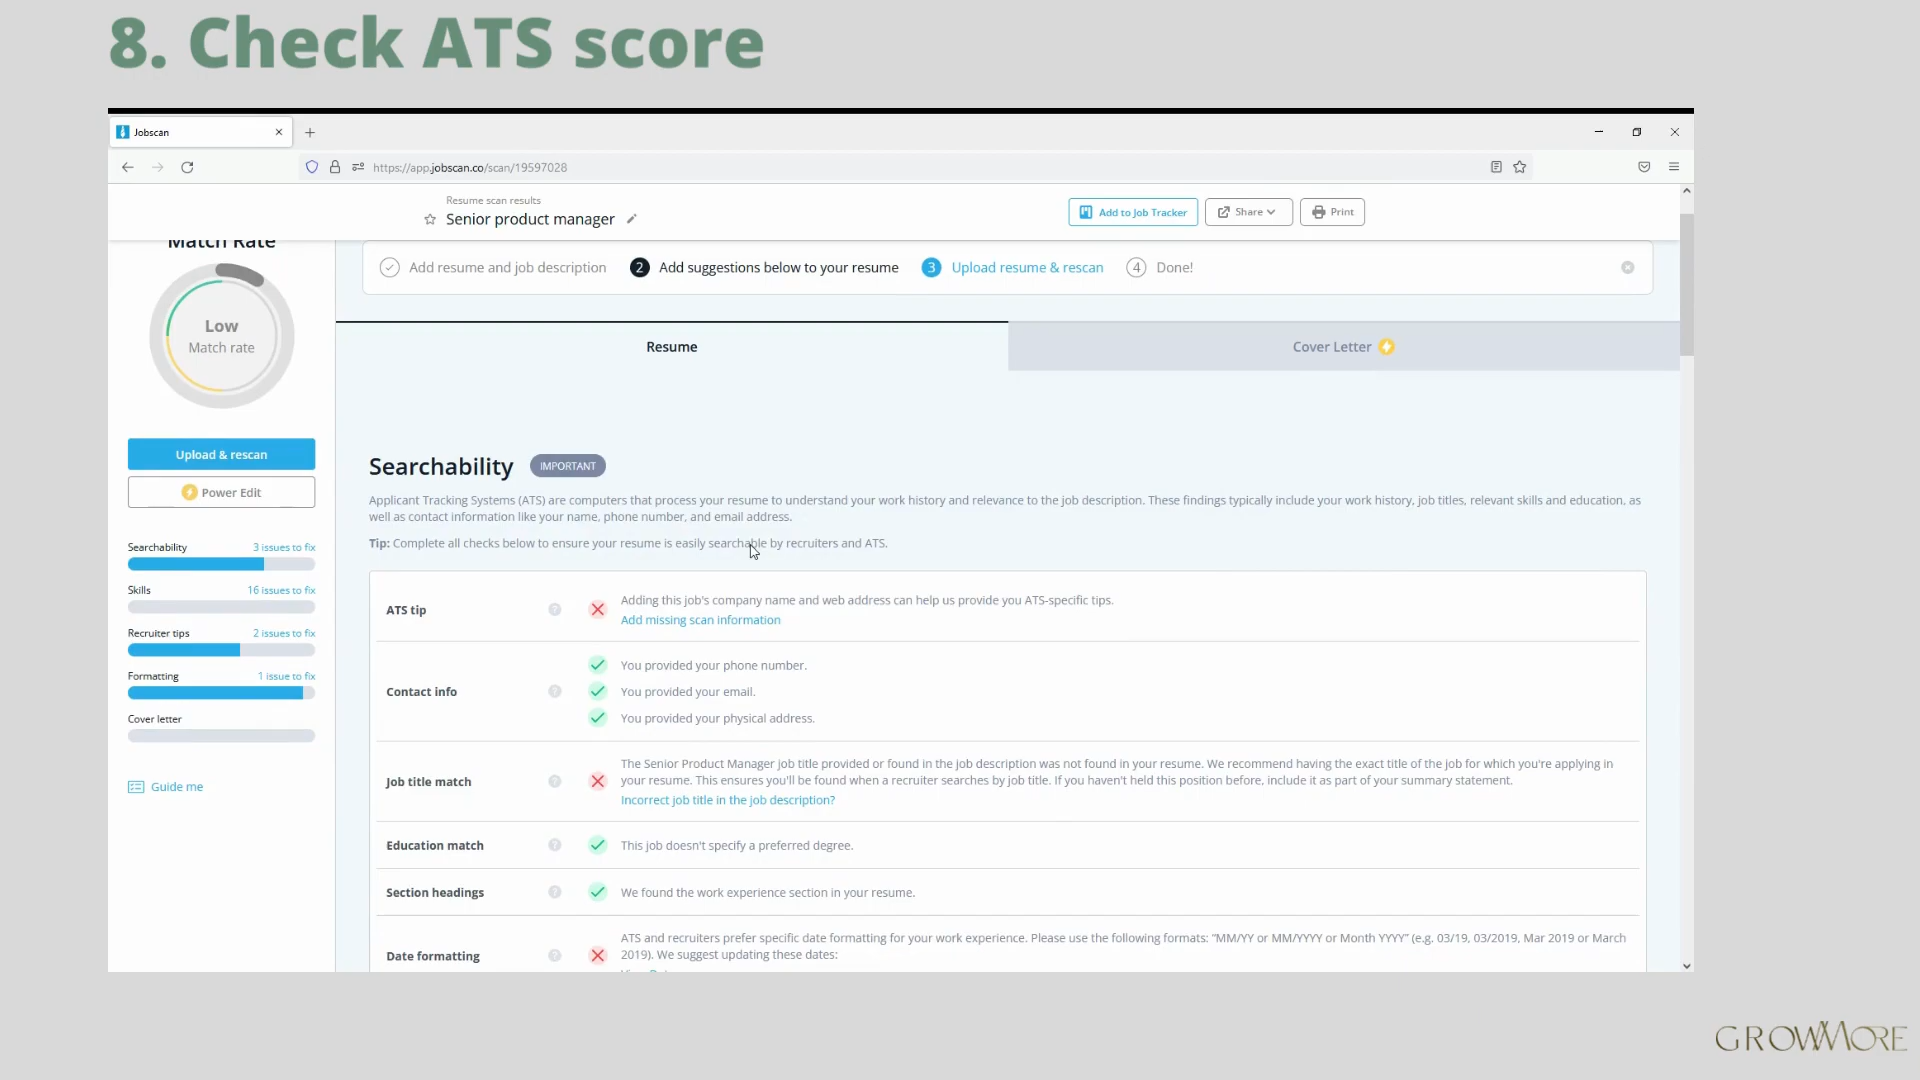 8. Check ATS score
Jobscan
https://app.jobscan.co/scan/19597028
Resume scan results
Senior product manager
Add to Job Tracker
Share
Print
Match Rate
Low
Match rate
Upload & rescan
Power Edit
Searchability 3 issues to fix
Skills 16 issues to fix
Recruiter tips 2 issues to fix
Formatting 1 issue to fix
Cover letter
Guide me
Add resume and job description
2 Add suggestions below to your resume
3 Upload resume & rescan
4 Done!
Resume
Cover Letter
Searchability IMPORTANT
Applicant Tracking Systems (ATS) are computers that process your resume to understand your work history and relevance to the job description. These findings typically include your work history, job titles, relevant skills and education, as
well as contact information like your name, phone number, and email address.
Tip: Complete all checks below to ensure your resume is easily searchable by recruiters and ATS.
ATS tip
Adding this job's company name and web address can help us provide you ATS-specific tips.
Add missing scan information
Contact info
You provided your phone number.
You provided your email.
You provided your physical address.
Job title match
The Senior Product Manager job title provided or found in the job description was not found in your resume. We recommend having the exact title of the job for which you're applying in
your resume. This ensures you'll be found when a recruiter searches by job title. If you haven't held this position before, include it as part of your summary statement.
Incorrect job title in the job description?
Education match
This job doesn't specify a preferred degree.
Section headings
We found the work experience section in your resume.
Date formatting
ATS and recruiters prefer specific date formatting for your work experience. Please use the following formats: "MM/YY or MM/YYYY or Month YYYY" (e.g. 03/19, 03/2019, Mar 2019 or March
2019). We suggest updating these dates:
GROWMORE